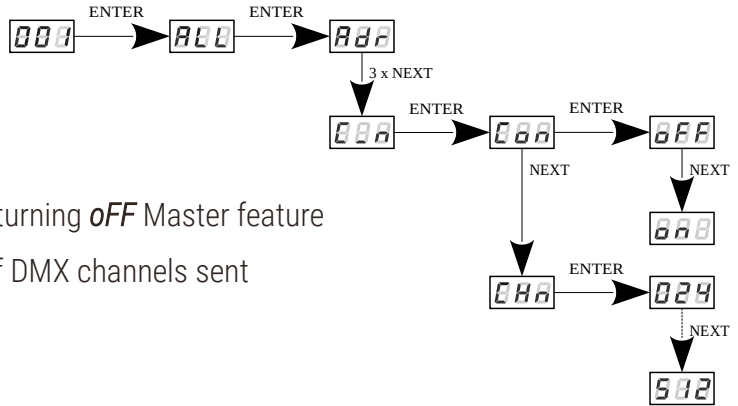 ENTER ENTER
001 ALL Adr
3 x NEXT
ENTER ENTER
C_n Con oFF
NEXT NEXT
on
turning oFF Master feature
f DMX channels sent
ENTER
CHn 024
NEXT
512